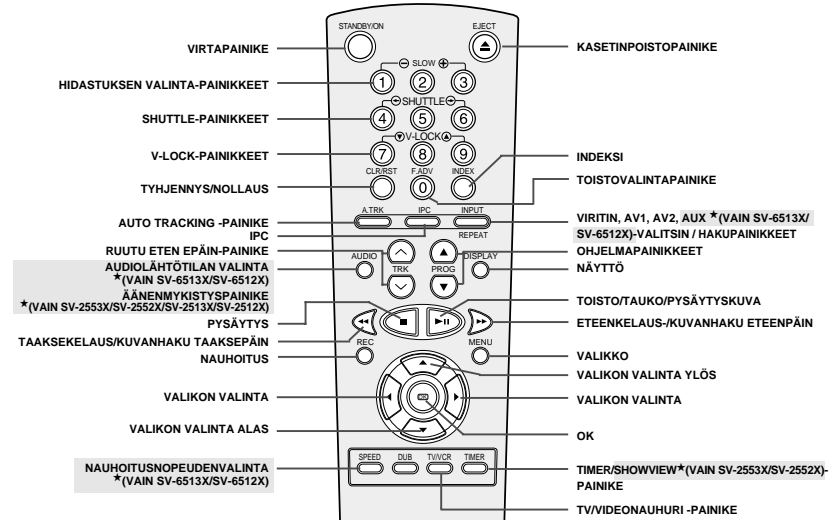 STANDBY/ON
EJECT
VIRTAPAINIKE
KASETINPOISTOPAINIKE
⊖ SLOW ⊕
HIDASTUKSEN VALINTA-PAINIKKEET
1 2 3
SHUTTLE
SHUTTLE-PAINIKKEET
4 5 6
V-LOCK
V-LOCK-PAINIKKEET
7 8 9
INDEKSI
CLR/RST F.ADV INDEX
TYHJENNYS/NOLLAUS
0
TOISTOVALINTAPAINIKE
A.TRK IPC INPUT
AUTO TRACKING -PAINIKE
VIRITIN, AV1, AV2, AUX ★(VAIN SV-6513X/
SV-6512X)-VALITSIN / HAKUPAINIKKEET
IPC
REPEAT
RUUTU ETEN EPÄIN-PAINIKE
OHJELMAPAINIKKEET
AUDIO
DISPLAY
AUDIOLÄHTÖTILAN VALINTA
★(VAIN SV-6513X/SV-6512X)
TRK PROG
NÄYTTÖ
ÄÄNENMYKISTYSPAINIKE
★(VAIN SV-2553X/SV-2552X/SV-2513X/SV-2512X)
TOISTO/TAUKO/PYSÄYTYSKUVA
PYSÄYTYS
ETEENKELAUS-/KUVANHAKU ETEENPÄIN
TAAKSEKELAUS/KUVANHAKU TAAKSEPÄIN
REC
MENU
NAUHOITUS
VALIKKO
VALIKON VALINTA YLÖS
VALIKON VALINTA
OK
VALIKON VALINTA
VALIKON VALINTA ALAS
OK
SPEED DUB TV/VCR TIMER
NAUHOITUSNOPEUDENVALINTA
★(VAIN SV-6513X/SV-6512X)
TIMER/SHOWVIEW★(VAIN SV-2553X/SV-2552X)-
PAINIKE
TV/VIDEONAUHURI -PAINIKE